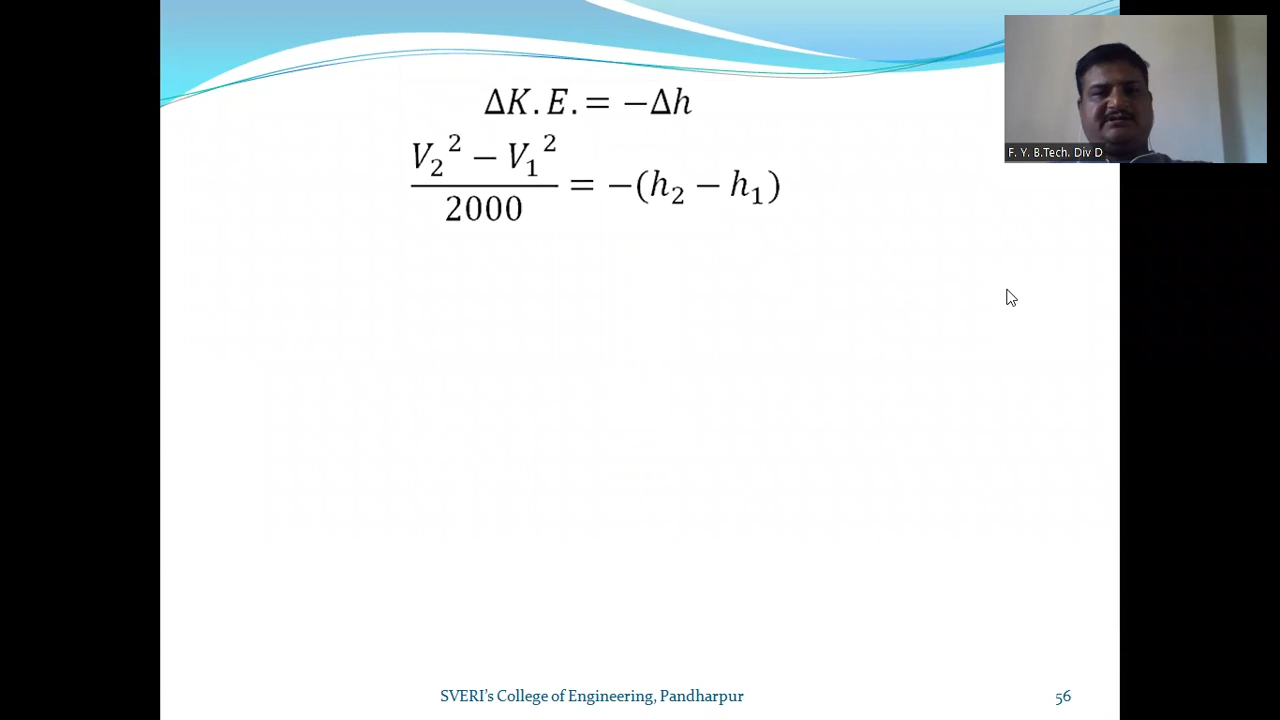 ΔK.E.= −Δh
(V₂² − V₁²)/2000 = −(h₂ − h₁)
F. Y. B.Tech. Div D
SVERI's College of Engineering, Pandharpur
56